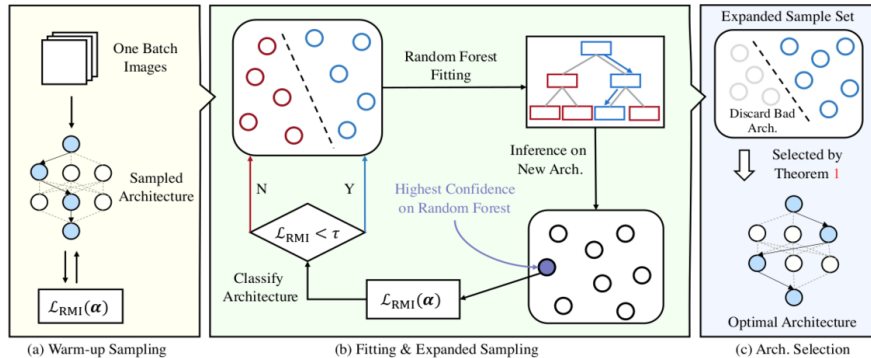 One Batch
Images
Sampled
Architecture
ℒ_RMI(𝜶)
(a) Warm-up Sampling
Random Forest
Fitting
Inference on
New Arch.
Highest Confidence
on Random Forest
N
Y
ℒ_RMI < τ
Classify
Architecture
ℒ_RMI(𝜶)
(b) Fitting & Expanded Sampling
Expanded Sample Set
Discard Bad
Arch.
Selected by
Theorem 1
Optimal Architecture
(c) Arch. Selection